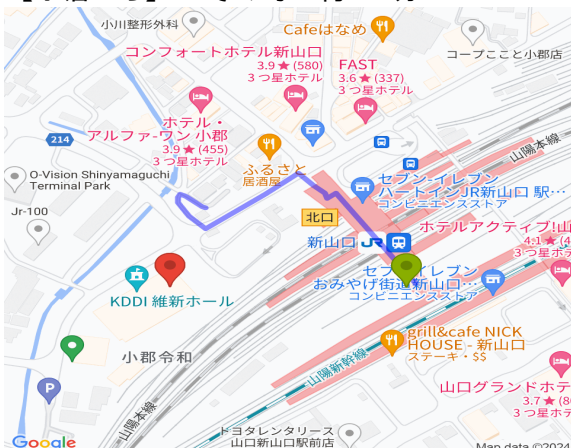 小川整形外科
Cafeはなめ
コープここと小郡店
コンフォートホテル新山口
3.9★(580)
3つ星ホテル
FAST
3.6★(337)
3つ星ホテル
ホテル・
アルファーワン 小郡
3.9★(455)
3つ星ホテル
214
山陽本線
ふるさと
居酒屋
O-Vision Shinyamaguchi
Terminal Park
セブン-イレブン
ハートインJR新山口 駅…
コンビニエンスストア
Jr-100
北口
ホテルアクティブ!山
4.1★(4
3つ星ホテ
新山口 JR
セブンイレブン
おみやげ街道新山口…
コンビニエンスストア
KDDI 維新ホール
grill&cafe NICK
HOUSE - 新山口
ステーキ・$$
小郡令和
山陽新幹線
山口グランドホテ
3.7★(8
3つ星ホテ
P
山陽本線
トヨタレンタリース
山口新山口駅前店
Google
Map data ©2024